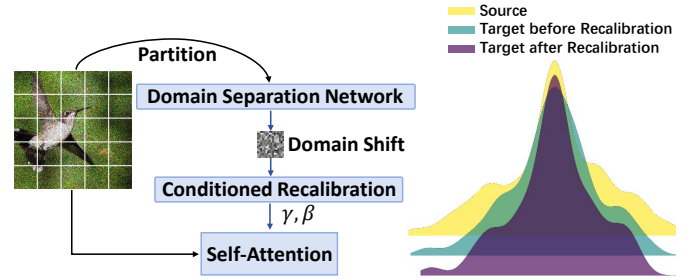 Partition
Domain Separation Network
Domain Shift
Conditioned Recalibration
γ, β
Self-Attention
Source
Target before Recalibration
Target after Recalibration